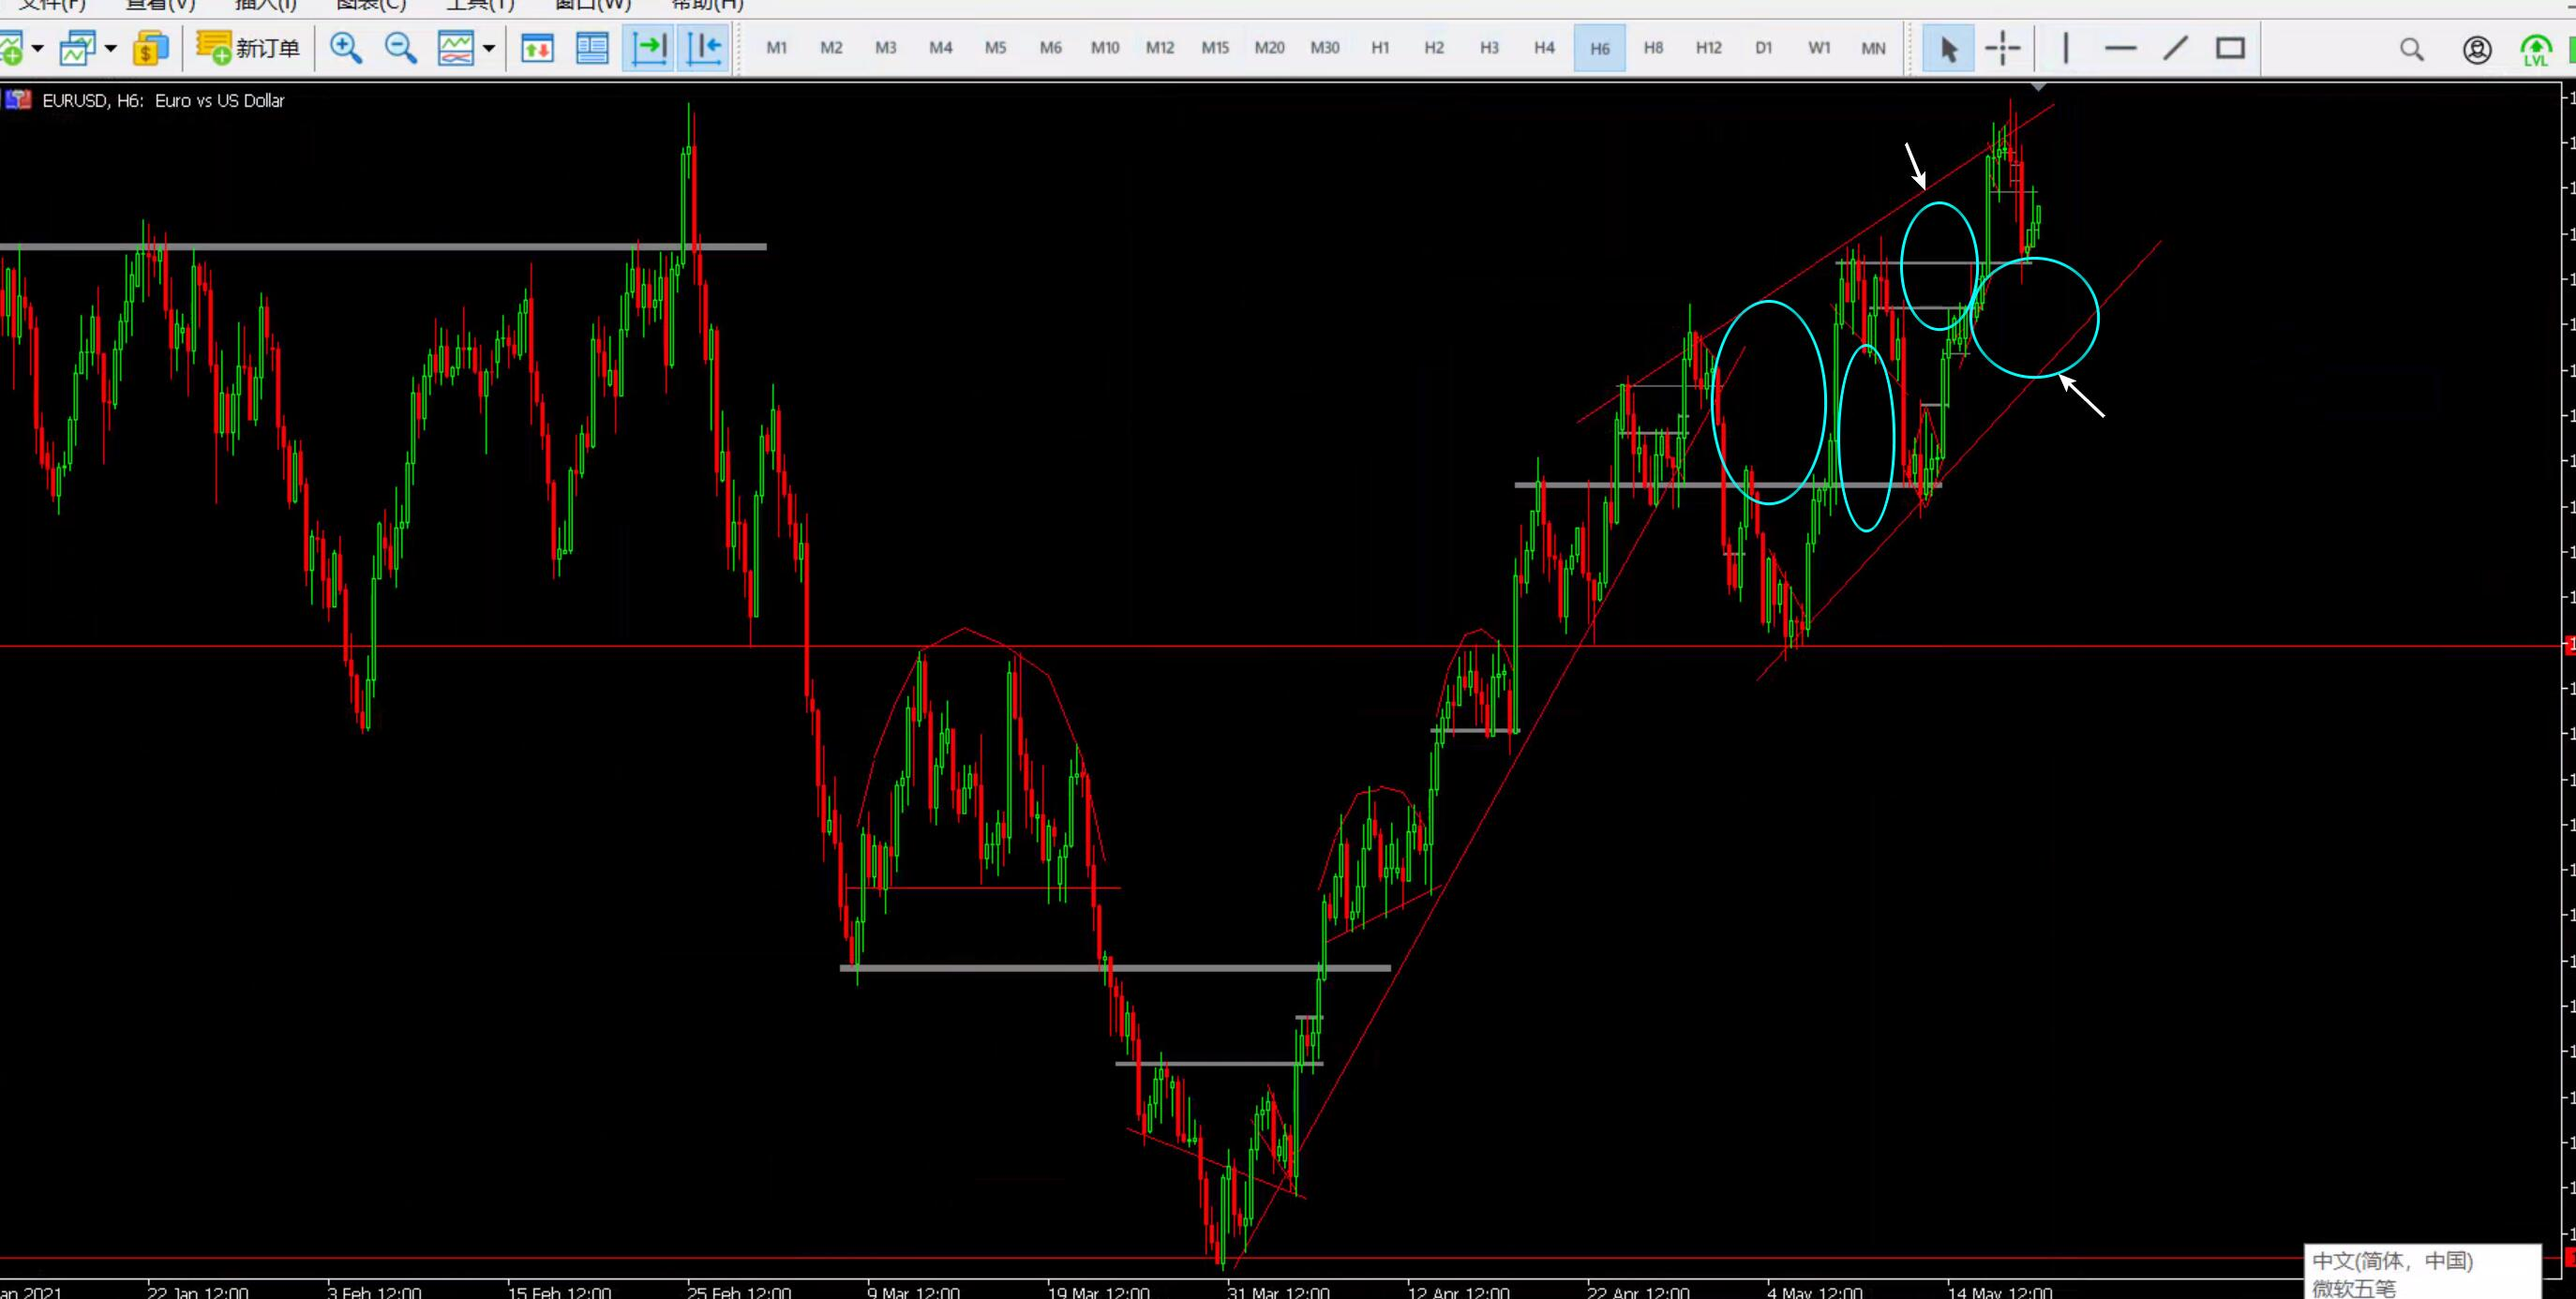 文件(F) 查看(V) 插入(I) 图表(C) 工具(T) 窗口(W) 帮助(H)
新订单 M1 M2 M3 M4 M5 M6 M10 M12 M15 M20 M30 H1 H2 H3 H4 H6 H8 H12 D1 W1 MN LVL
EURUSD, H6: Euro vs US Dollar
2021 22 Jan 12:00 3 Feb 12:00 15 Feb 12:00 25 Feb 12:00 9 Mar 12:00 19 Mar 12:00 31 Mar 12:00 12 Apr 12:00 22 Apr 12:00 4 May 12:00 14 May 12:00
中文(简体，中国)
微软五笔